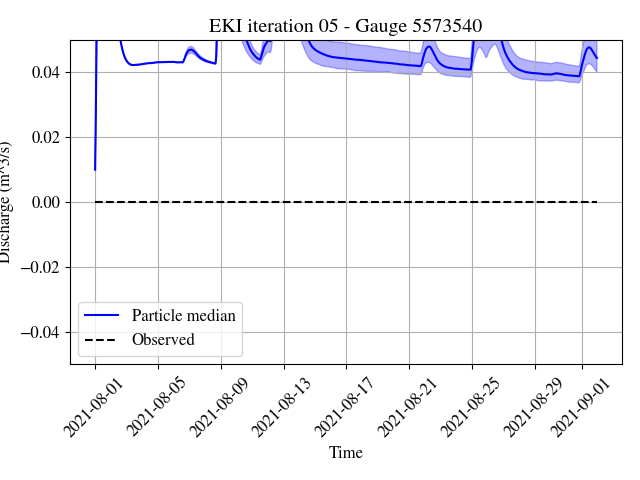 EKI iteration 05 - Gauge 5573540
Discharge (m^3/s)
0.04
0.02
0.00
−0.02
−0.04
Particle median
Observed
2021-08-01
2021-08-05
2021-08-09
2021-08-13
2021-08-17
2021-08-21
2021-08-25
2021-08-29
2021-09-01
Time